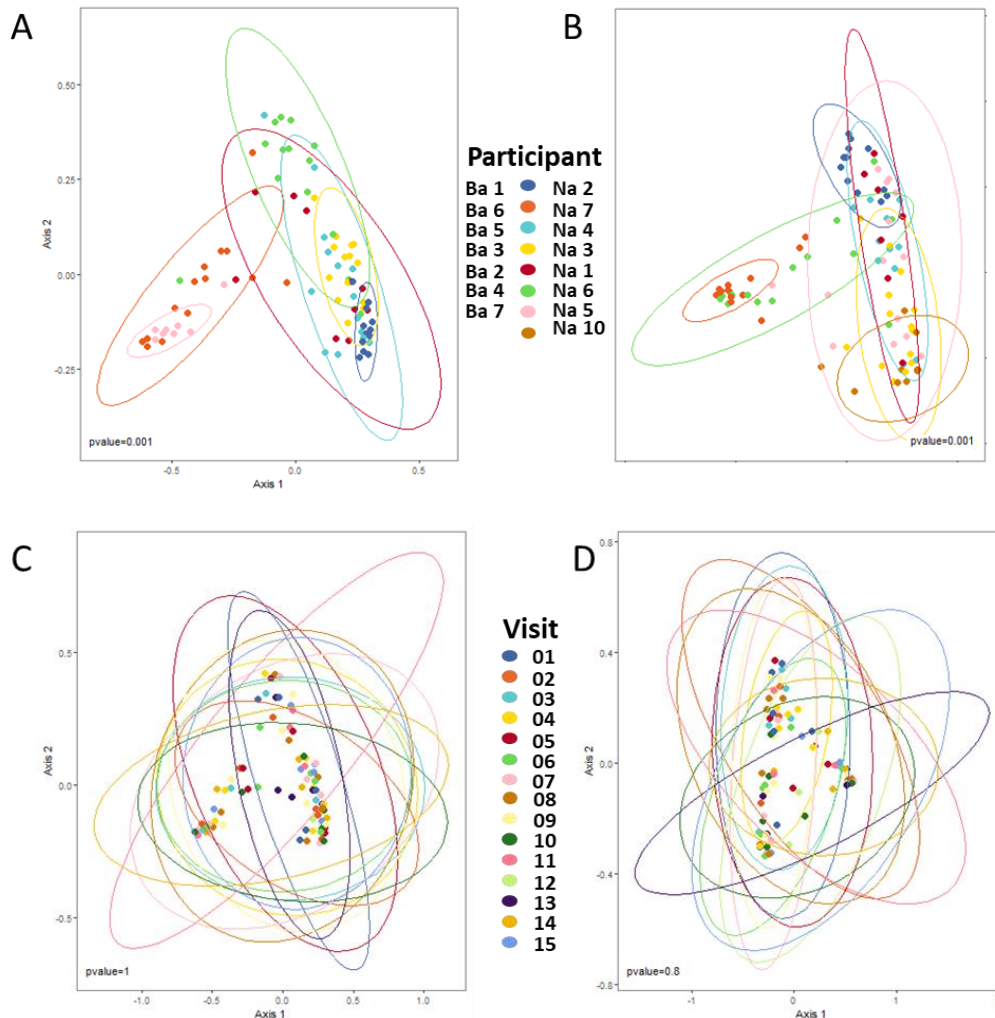 A
B
0.50
0.25
0.00
-0.25
Axis 2
-0.5
0.0
0.5
Axis 1
pvalue=0.001
Participant
Ba 1 Na 2
Ba 6 Na 7
Ba 5 Na 4
Ba 3 Na 3
Ba 2 Na 1
Ba 4 Na 6
Ba 7 Na 5
Na 10
pvalue=0.001
C
D
0.5
0.0
-0.5
Axis 2
-1.0
-0.5
0.0
0.5
1.0
Axis 1
pvalue=1
Visit
01
02
03
04
05
06
07
08
09
10
11
12
13
14
15
0.8
0.4
0.0
-0.4
-0.8
Axis 2
-1
0
1
Axis 1
pvalue=0.8